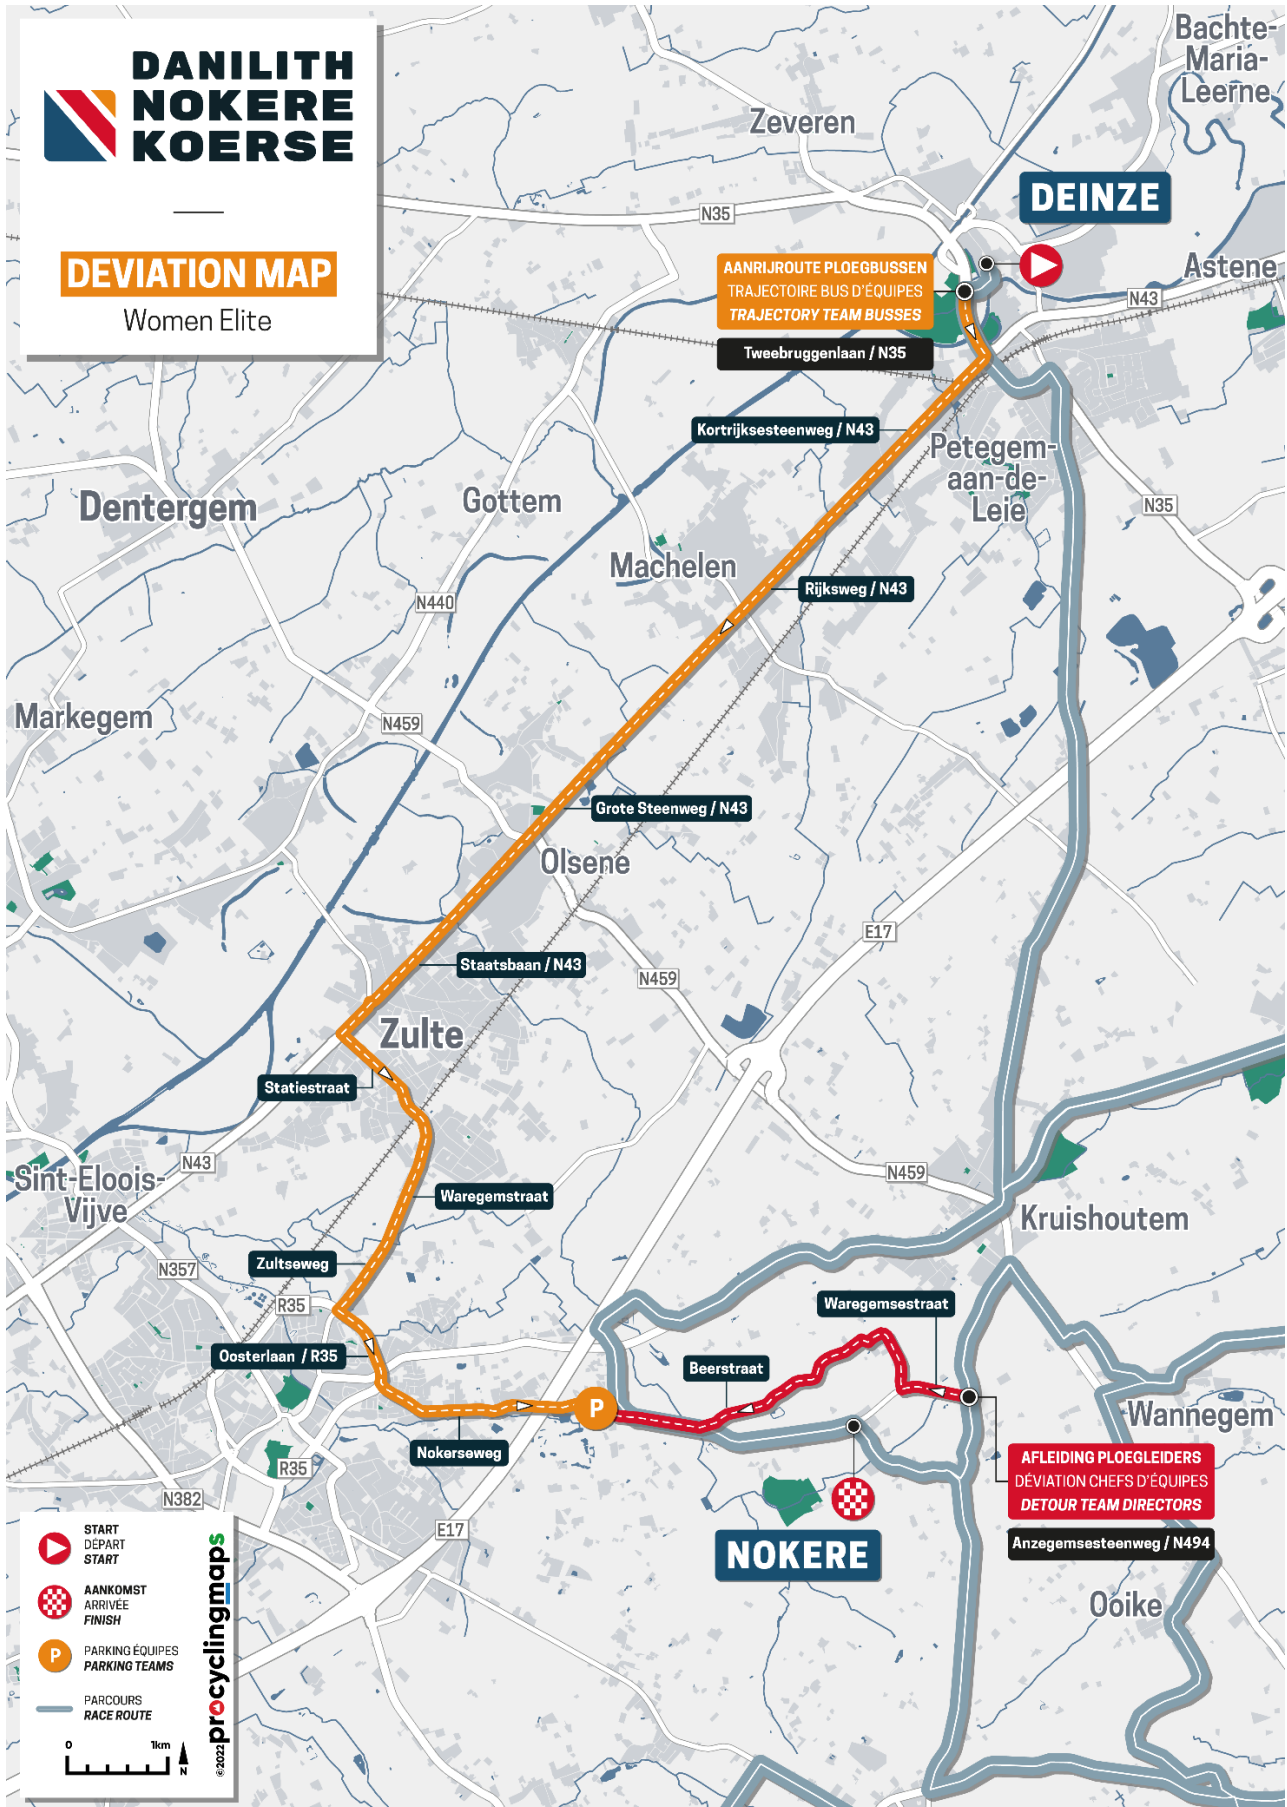 DANILITH
NOKERE
KOERSE
DEVIATION MAP
Women Elite
Bachte-
Maria-
Leerne
Zeveren
DEINZE
N35
Astene
N43
AANRIJROUTE PLOEGBUSSEN
TRAJECTOIRE BUS D'ÉQUIPES
TRAJECTORY TEAM BUSSES
Tweebruggenlaan / N35
Kortrijksesteenweg / N43
Petegem-
aan-de-
Leie
Dentergem
Gottem
N35
Machelen
Rijksweg / N43
N440
Markegem
N459
Grote Steenweg / N43
Olsene
E17
Staatsbaan / N43
N459
Zulte
Statiestraat
N43
Sint-Eloois-
Vijve
N459
Waregemstraat
Kruishoutem
Zultseweg
N357
R35
Waregemsestraat
Oosterlaan / R35
Beerstraat
P
Wannegem
Nokerseweg
R35
AFLEIDING PLOEGLEIDERS
DÉVIATION CHEFS D'ÉQUIPES
DETOUR TEAM DIRECTORS
N382
E17
Anzegemsesteenweg / N494
NOKERE
Ooike
START
DÉPART
START
AANKOMST
ARRIVÉE
FINISH
P
PARKING ÉQUIPES
PARKING TEAMS
PARCOURS
RACE ROUTE
0 1km
N
©2022 procyclingmaps